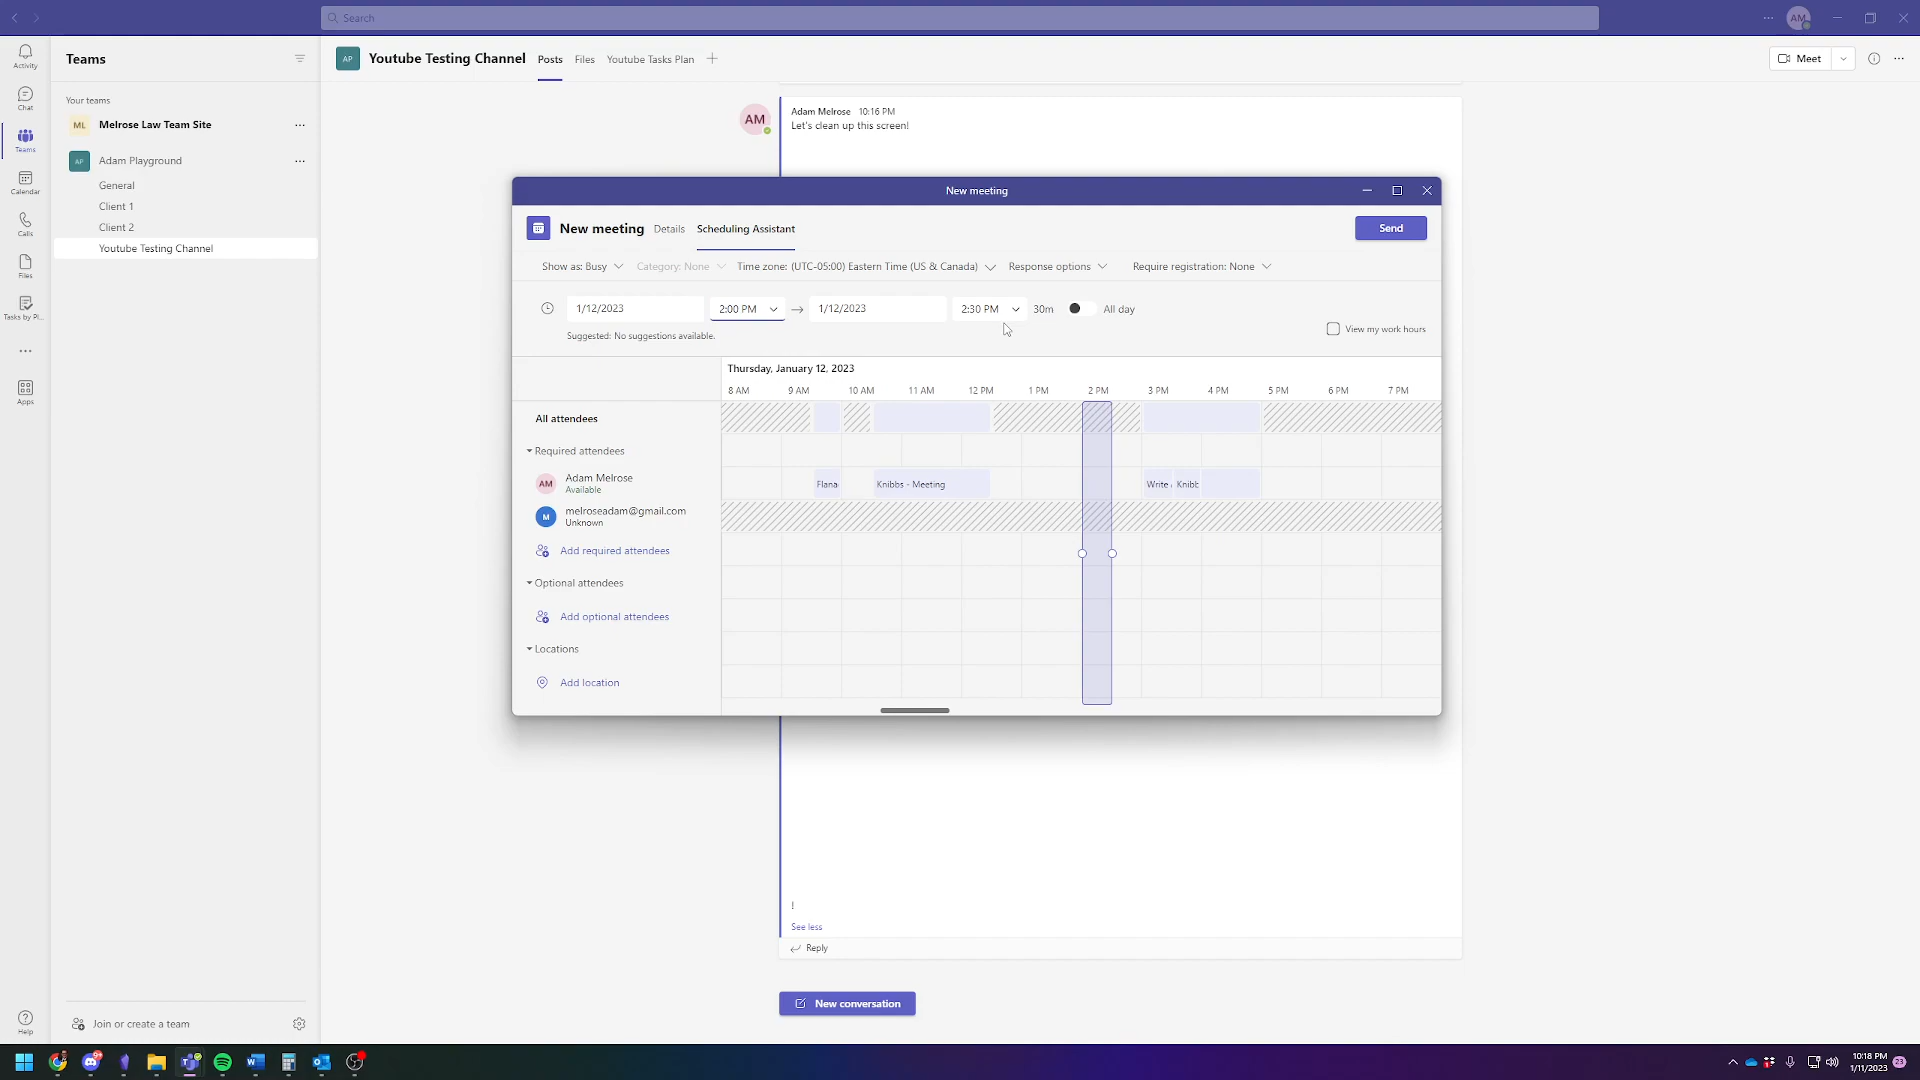 Search
AM
Activity
Chat
Teams
Calendar
Calls
Files
Tasks by Pl...
Apps
Help
Teams
Your teams
ML Melrose Law Team Site
AP Adam Playground
General
Client 1
Client 2
Youtube Testing Channel
Join or create a team
AP Youtube Testing Channel Posts Files Youtube Tasks Plan
Meet
AM Adam Melrose 10:16 PM
Let's clean up this screen!
New meeting
New meeting Details Scheduling Assistant
Send
Show as: Busy Category: None Time zone: (UTC-05:00) Eastern Time (US & Canada) Response options Require registration: None
1/12/2023 2:00 PM → 1/12/2023 2:30 PM 30m All day
Suggested: No suggestions available.
View my work hours
Thursday, January 12, 2023
8 AM 9 AM 10 AM 11 AM 12 PM 1 PM 2 PM 3 PM 4 PM 5 PM 6 PM 7 PM
All attendees
Required attendees
AM Adam Melrose
Available
Flana Knibbs - Meeting Write Knibb
M melroseadam@gmail.com
Unknown
Add required attendees
Optional attendees
Add optional attendees
Locations
Add location
!
See less
Reply
New conversation
10:18 PM
1/11/2023
23